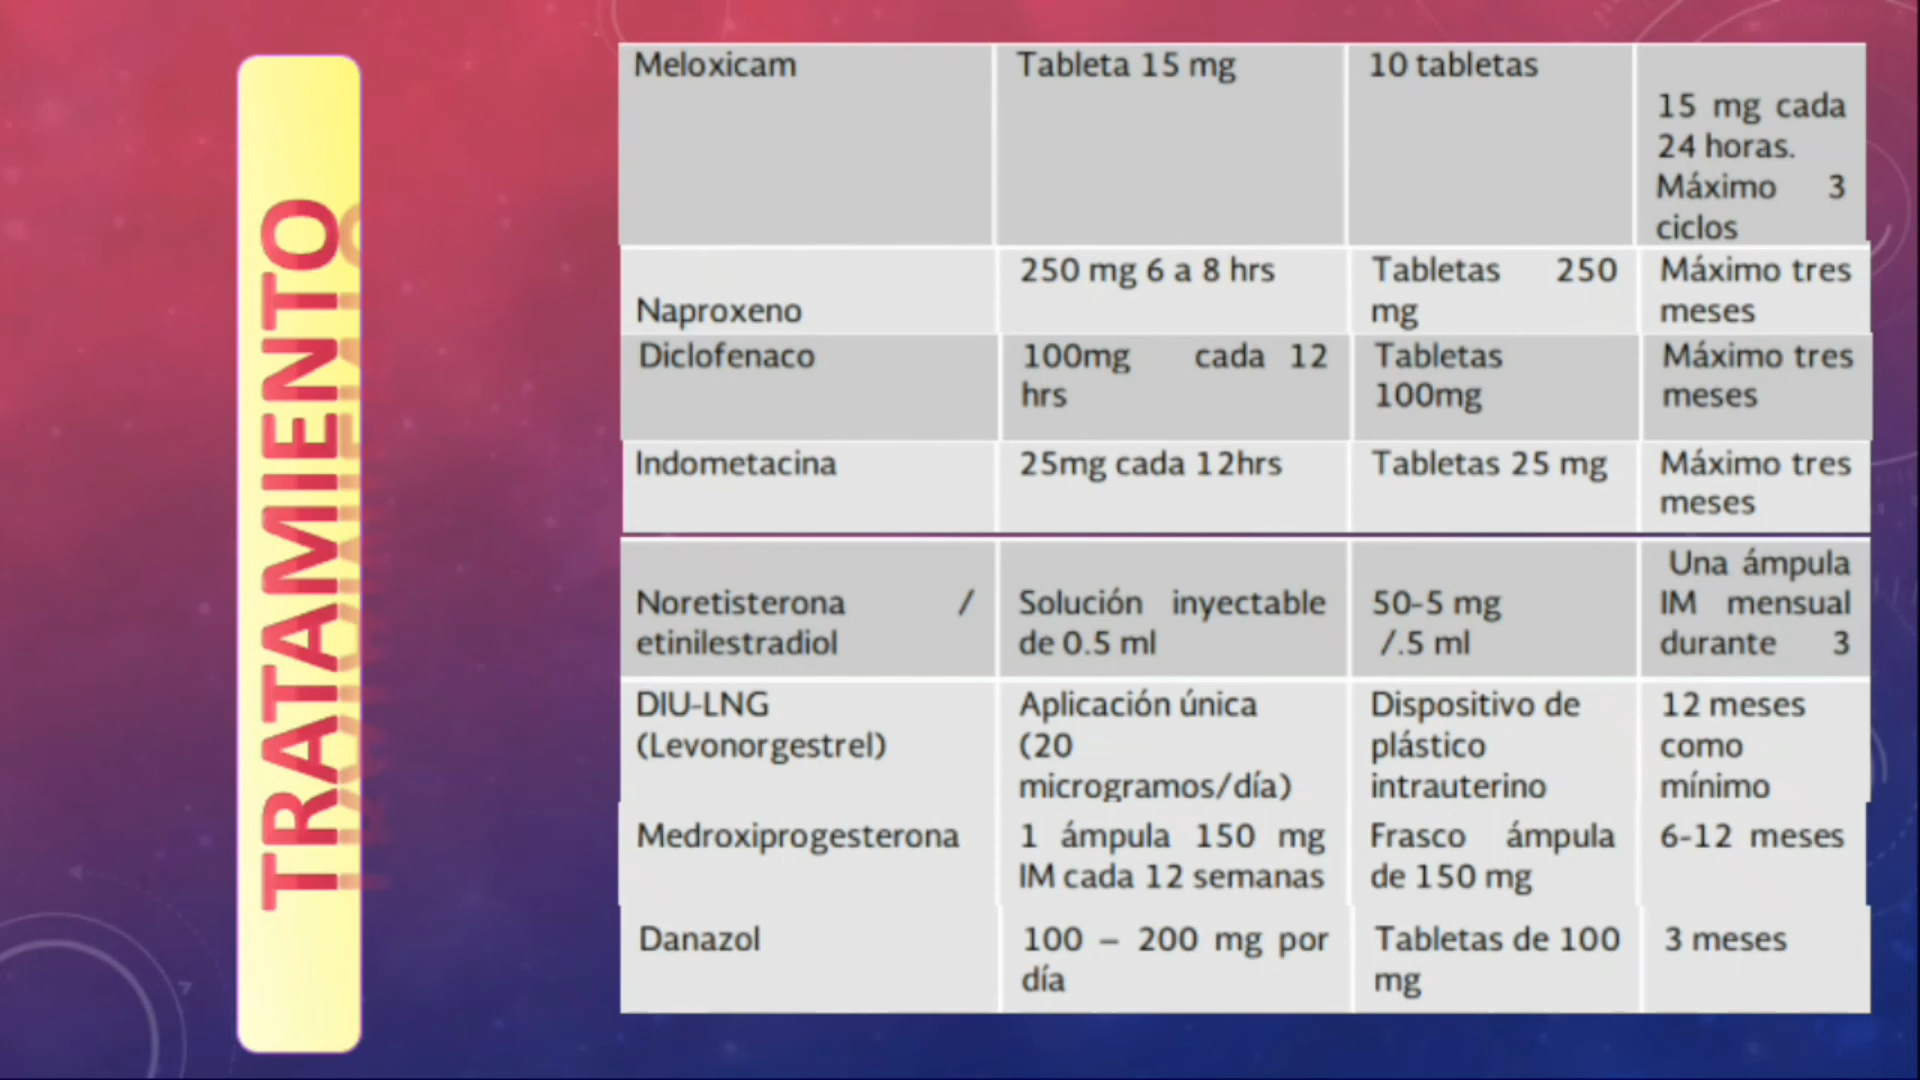 TRATAMIENTO
Meloxicam Tableta 15 mg 10 tabletas
15 mg cada
24 horas.
Máximo 3
ciclos
Naproxeno
250 mg 6 a 8 hrs
Tabletas 250
mg
Máximo tres
meses
Diclofenaco
100mg cada 12
hrs
Tabletas
100mg
Máximo tres
meses
Indometacina
25mg cada 12hrs
Tabletas 25 mg
Máximo tres
meses
Noretisterona /
etinilestradiol
Solución inyectable
de 0.5 ml
50-5 mg
/.5 ml
Una ámpula
IM mensual
durante 3
DIU-LNG
(Levonorgestrel)
Aplicación única
(20
microgramos/día)
Dispositivo de
plástico
intrauterino
12 meses
como
mínimo
Medroxiprogesterona
1 ámpula 150 mg
IM cada 12 semanas
Frasco ámpula
de 150 mg
6-12 meses
Danazol
100 – 200 mg por
día
Tabletas de 100
mg
3 meses